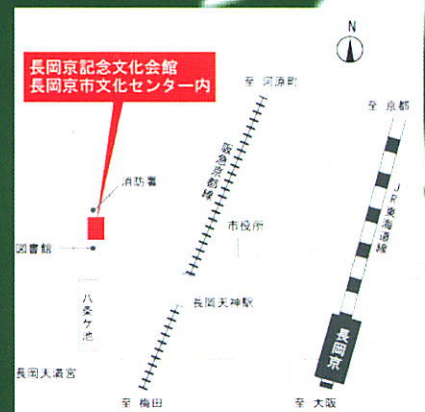 N
長岡京記念文化会館
長岡京市文化センター内
至 河原町
至 京都
阪急京都線
消防署
JR東海道線
市役所
図書館
八条ケ池
長岡天神駅
長岡京
長岡天満宮
至 梅田
至 大阪